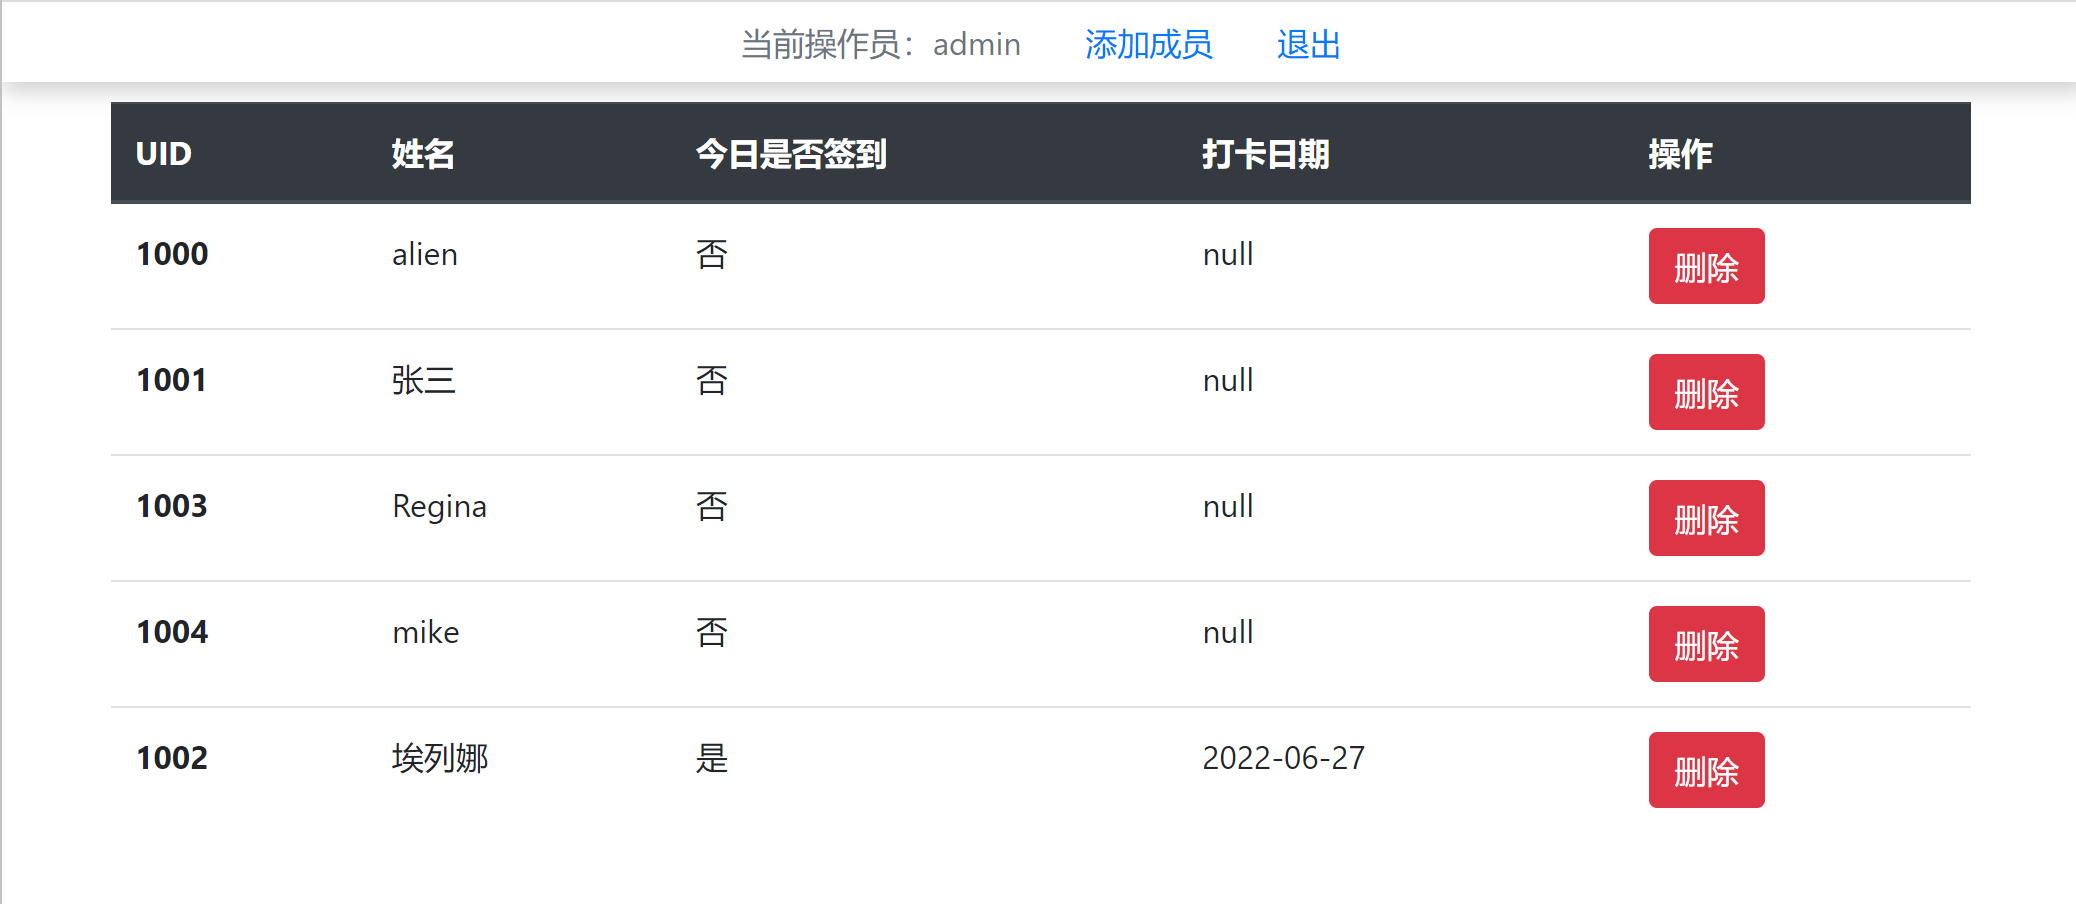 当前操作员：admin 添加成员 退出
UID 姓名 今日是否签到 打卡日期 操作
1000 alien 否 null 删除
1001 张三 否 null 删除
1003 Regina 否 null 删除
1004 mike 否 null 删除
1002 埃列娜 是 2022-06-27 删除